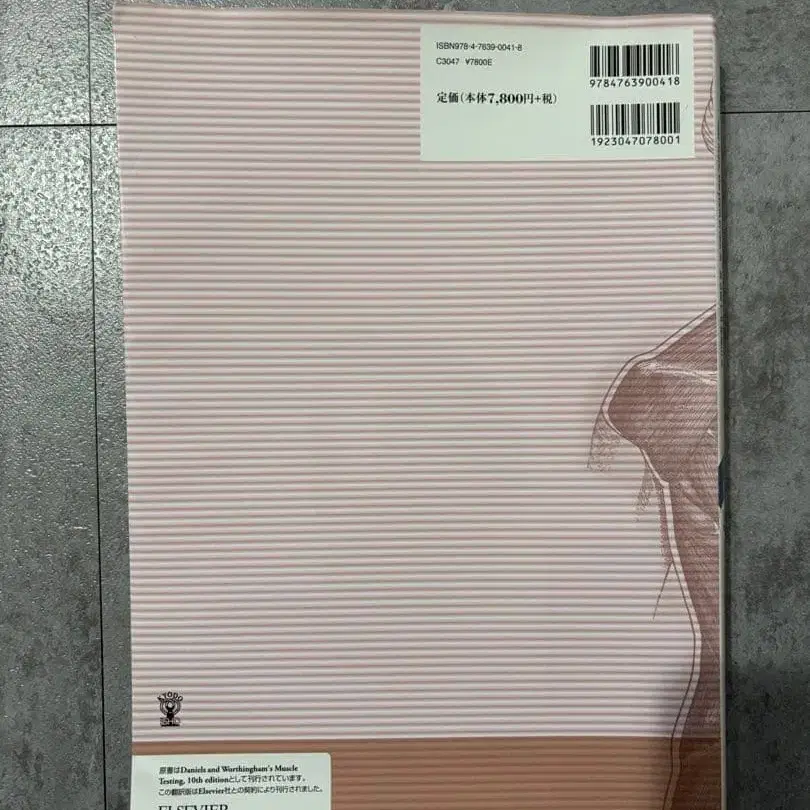 ISBN978-4-7639-0041-8
C3047 ¥7800E
定価(本体7,800円+税)
9784763900418
1923047078001
KYODO
ISHO
原書はDaniels and Worthingham's Muscle
Testing, 10th editionとして刊行されています。
この翻訳版はElsevier社との契約により刊行されました。
ELSEVIER